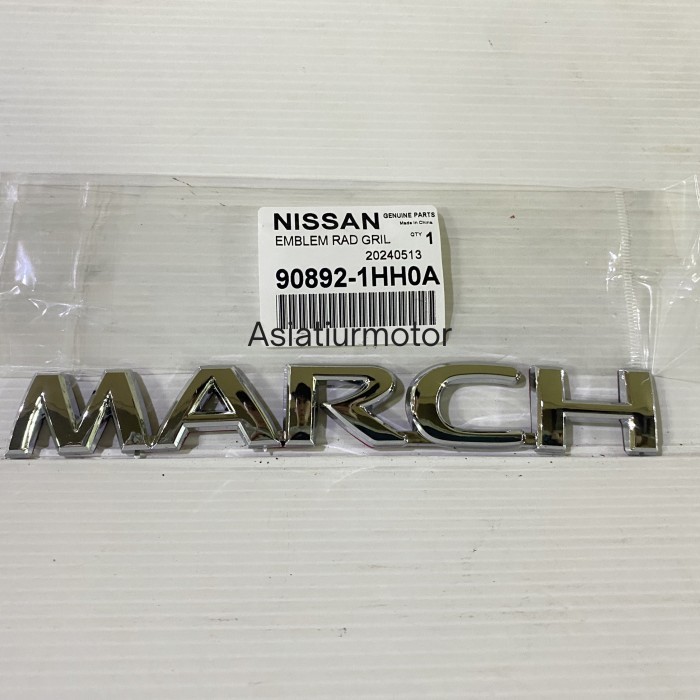 NISSAN GENUINE PARTS
Made in China
EMBLEM RAD GRIL QTY 1
20240513
90892-1HH0A
Asiatiurmotor
MARCH